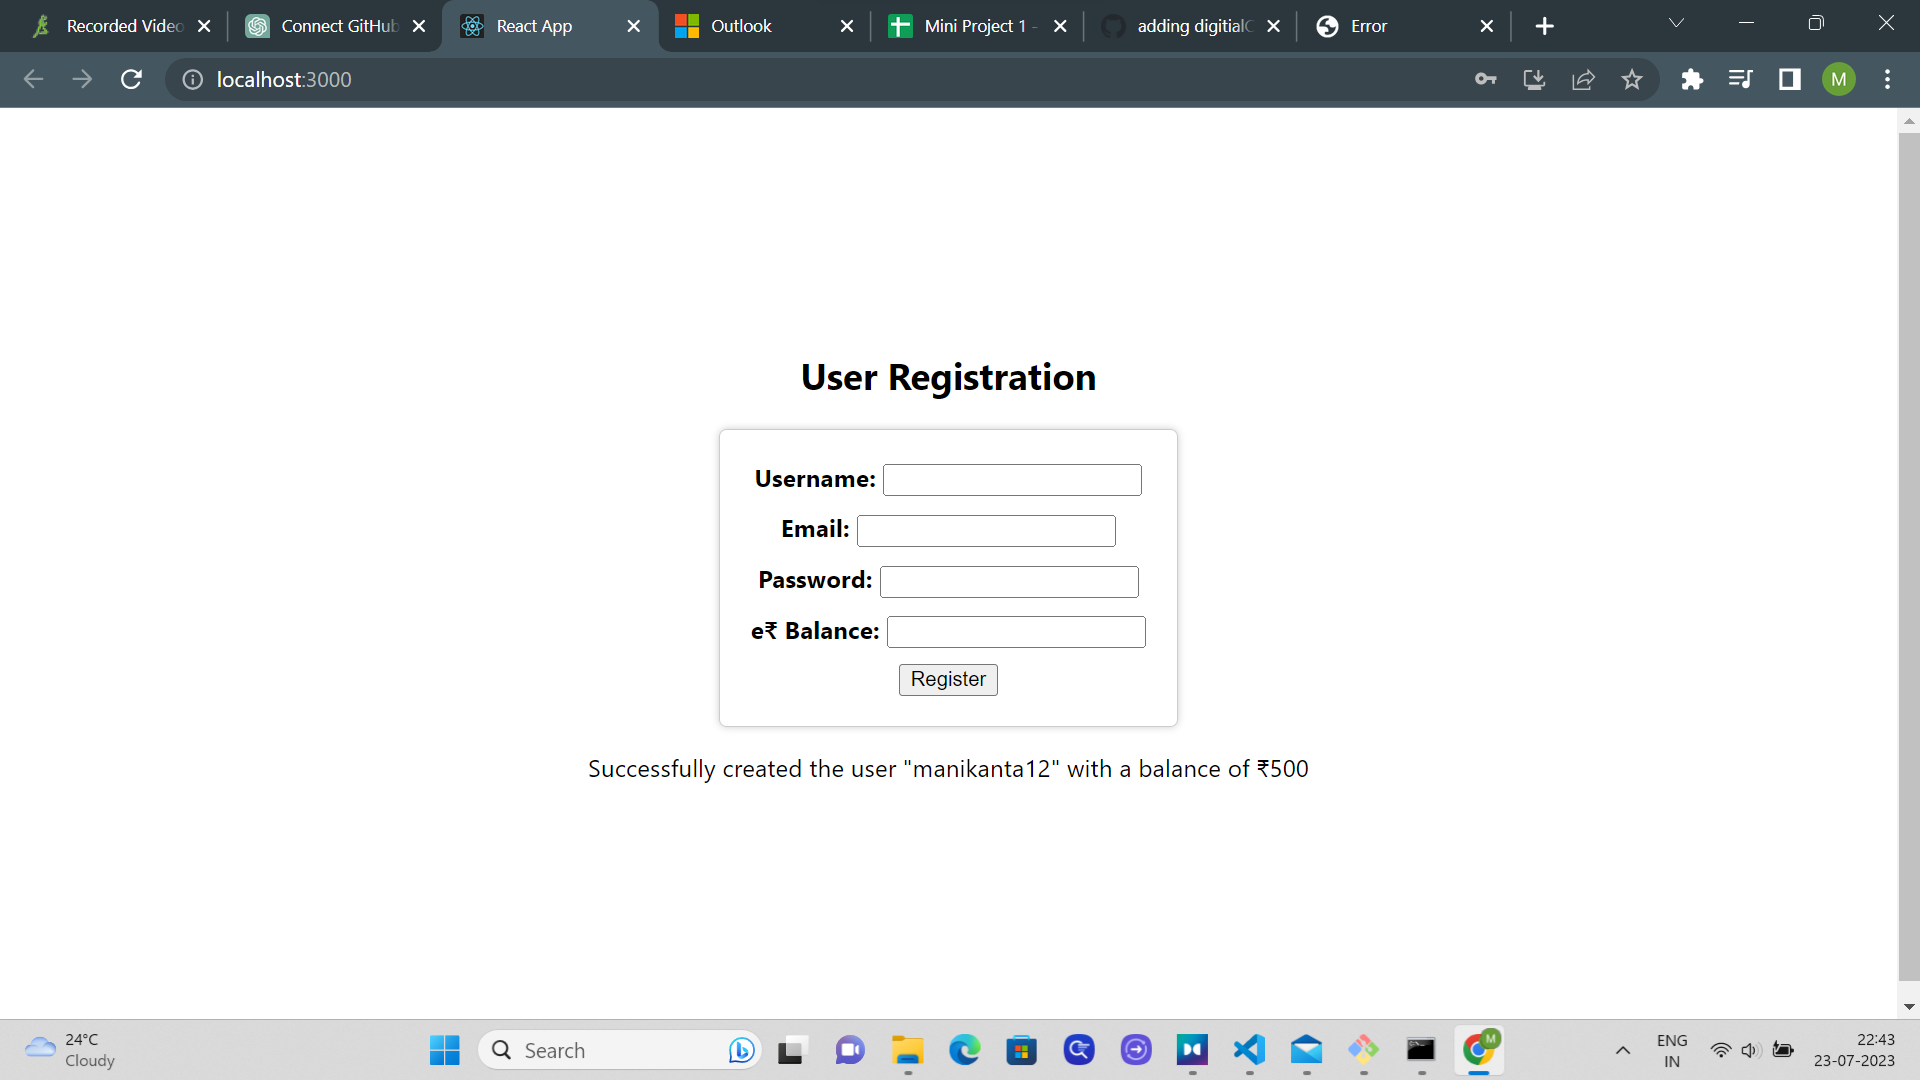 Recorded Video
Connect GitHub
React App
Outlook
Mini Project 1 -
adding digitialC
Error
localhost:3000
M
User Registration
Username:
Email:
Password:
e₹ Balance:
Register
Successfully created the user "manikanta12" with a balance of ₹500
24°C
Cloudy
Search
M
ENG
IN
22:43
23-07-2023